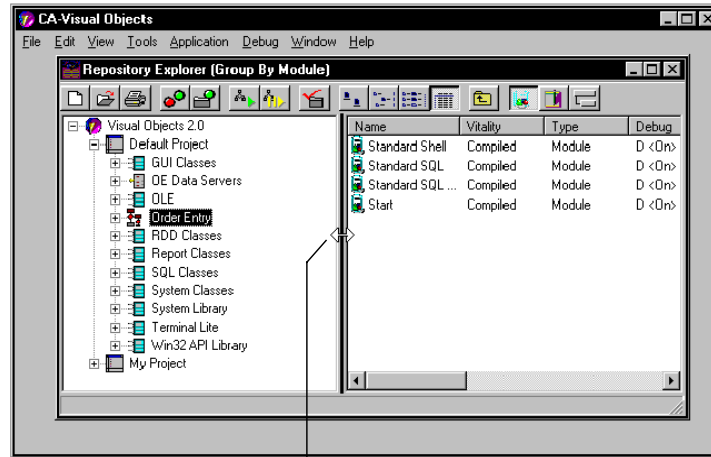 CA-Visual Objects
File Edit View Tools Application Debug Window Help
Repository Explorer (Group By Module)
Visual Objects 2.0
Default Project
GUI Classes
OE Data Servers
OLE
Order Entry
RDD Classes
Report Classes
SQL Classes
System Classes
System Library
Terminal Lite
Win32 API Library
My Project
Name Vitality Type Debug
Standard Shell Compiled Module D <On>
Standard SQL Compiled Module D <On>
Standard SQL ... Compiled Module D <On>
Start Compiled Module D <On>